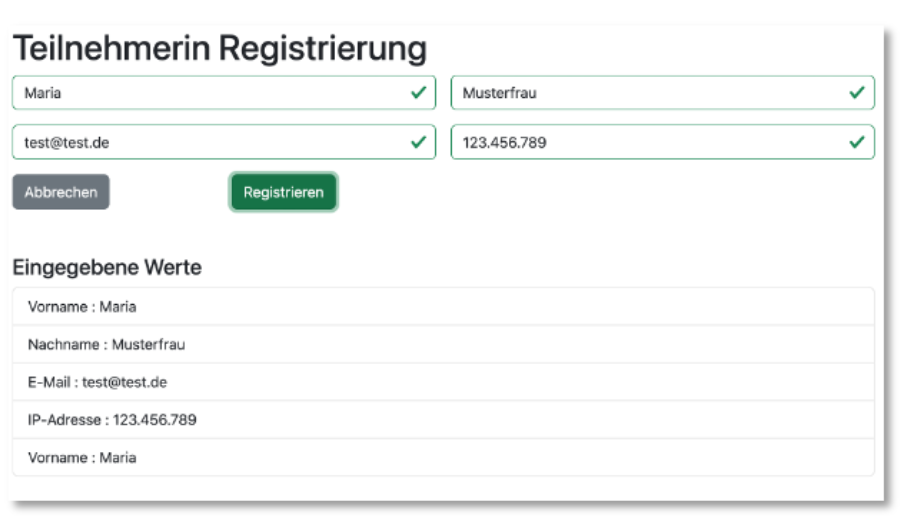 Teilnehmerin Registrierung
Maria Musterfrau
test@test.de 123.456.789
Abbrechen Registrieren
Eingegebene Werte
Vorname : Maria
Nachname : Musterfrau
E-Mail : test@test.de
IP-Adresse : 123.456.789
Vorname : Maria